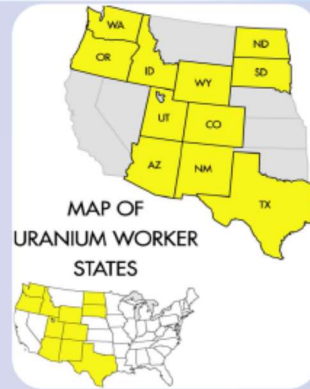 WA
ND
OR
ID
SD
WY
UT
CO
AZ
NM
TX
MAP OF
URANIUM WORKER
STATES